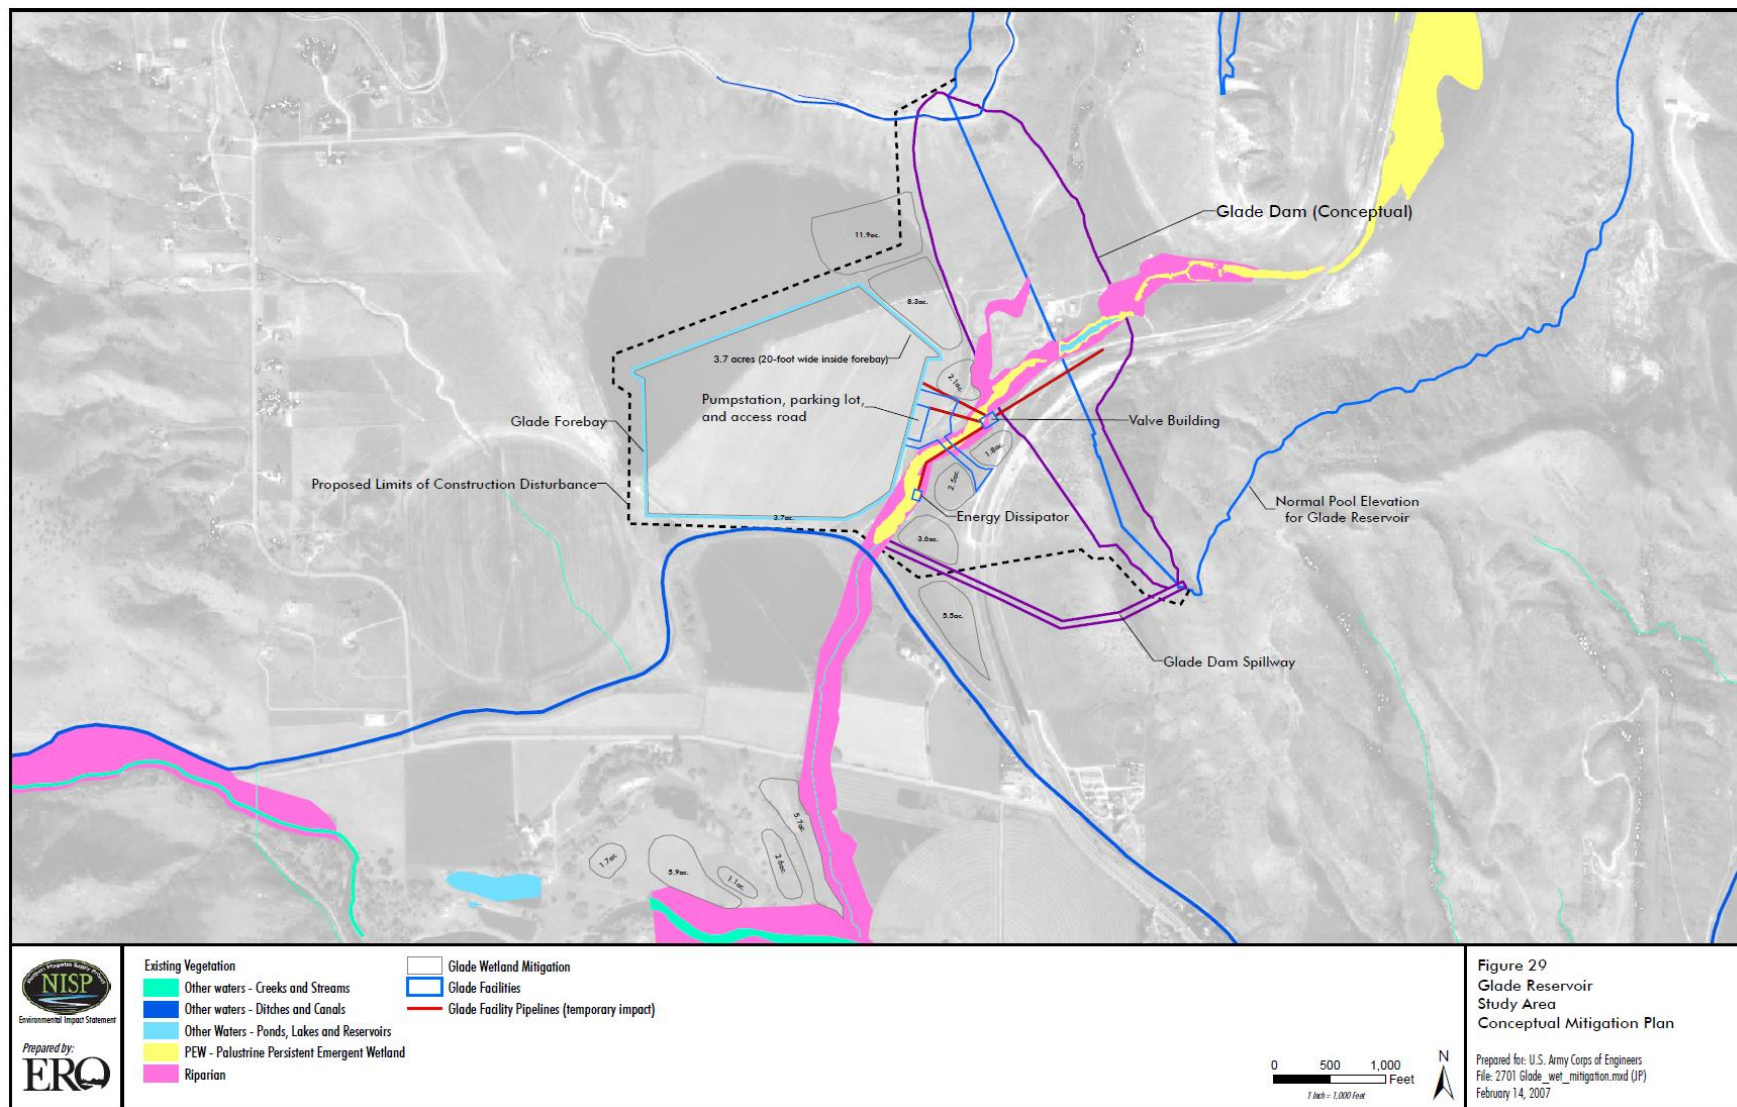 Glade Dam (Conceptual)
11.9ac.
8.3ac.
3.7 acres (20-foot wide inside forebay)
2.1ac.
Pumpstation, parking lot,
and access road
Glade Forebay
Valve Building
1.8ac.
2.5ac.
Proposed Limits of Construction Disturbance
Normal Pool Elevation
for Glade Reservoir
3.7ac.
Energy Dissipator
3.6ac.
5.5ac.
Glade Dam Spillway
5.7ac.
1.7ac.
5.9ac.
1.1ac.
2.6ac.
NISP
Environmental Impact Statement
Prepared by:
ERO
Existing Vegetation
Other waters - Creeks and Streams
Other waters - Ditches and Canals
Other Waters - Ponds, Lakes and Reservoirs
PEW - Palustrine Persistent Emergent Wetland
Riparian
Glade Wetland Mitigation
Glade Facilities
Glade Facility Pipelines (temporary impact)
0 500 1,000
Feet
1 Inch = 1,000 Feet
N
Figure 29
Glade Reservoir
Study Area
Conceptual Mitigation Plan
Prepared for: U.S. Army Corps of Engineers
File: 2701 Glade_wet_mitigation.mxd (JP)
February 14, 2007